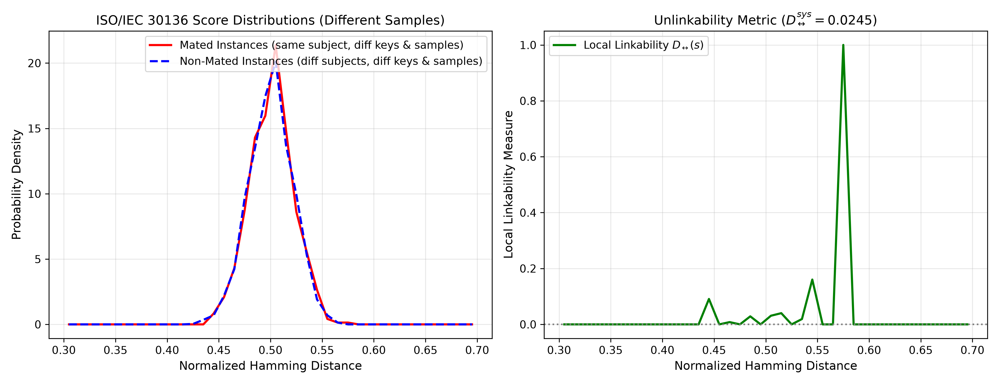 ISO/IEC 30136 Score Distributions (Different Samples)
Mated Instances (same subject, diff keys & samples)
Non-Mated Instances (diff subjects, diff keys & samples)
Probability Density
20
15
10
5
0
0.30 0.35 0.40 0.45 0.50 0.55 0.60 0.65 0.70
Normalized Hamming Distance
Unlinkability Metric ($D_{\leftrightarrow}^{sys} = 0.0245$)
Local Linkability $D_{\leftrightarrow}(s)$
Local Linkability Measure
1.0
0.8
0.6
0.4
0.2
0.0
0.30 0.35 0.40 0.45 0.50 0.55 0.60 0.65 0.70
Normalized Hamming Distance